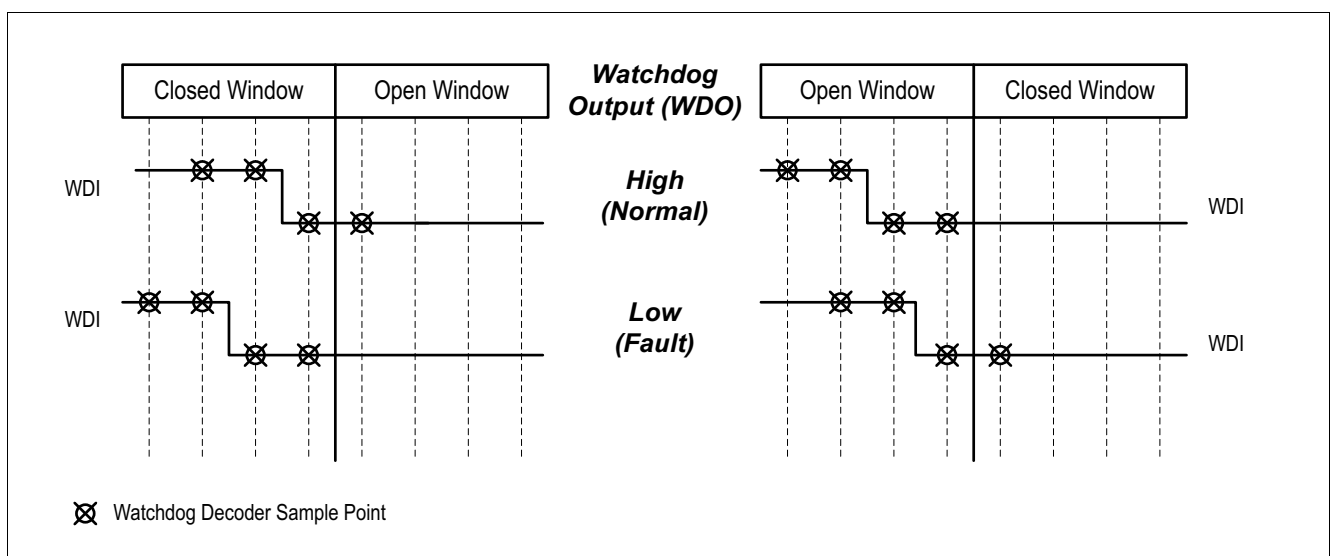 Closed Window
Open Window
Watchdog
Output (WDO)
Open Window
Closed Window
WDI
High
(Normal)
WDI
WDI
Low
(Fault)
WDI
Watchdog Decoder Sample Point